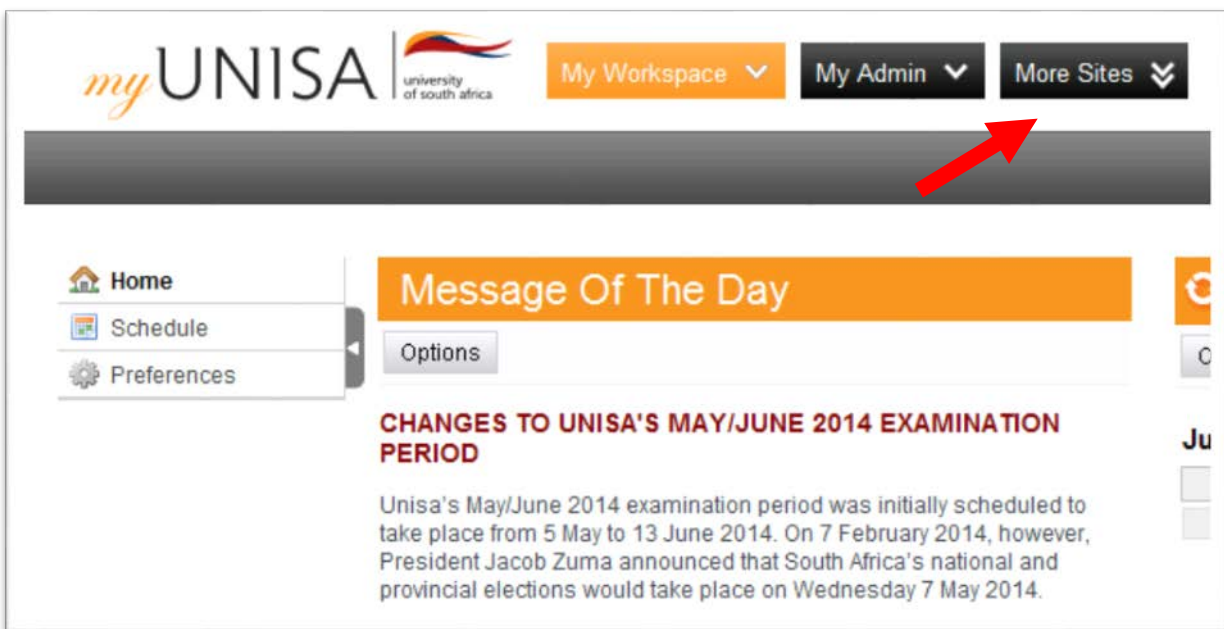 myUNISA
university
of south africa
My Workspace
My Admin
More Sites
Home
Schedule
Preferences
Message Of The Day
Options
CHANGES TO UNISA'S MAY/JUNE 2014 EXAMINATION
PERIOD
Unisa's May/June 2014 examination period was initially scheduled to
take place from 5 May to 13 June 2014. On 7 February 2014, however,
President Jacob Zuma announced that South Africa's national and
provincial elections would take place on Wednesday 7 May 2014.
Ju